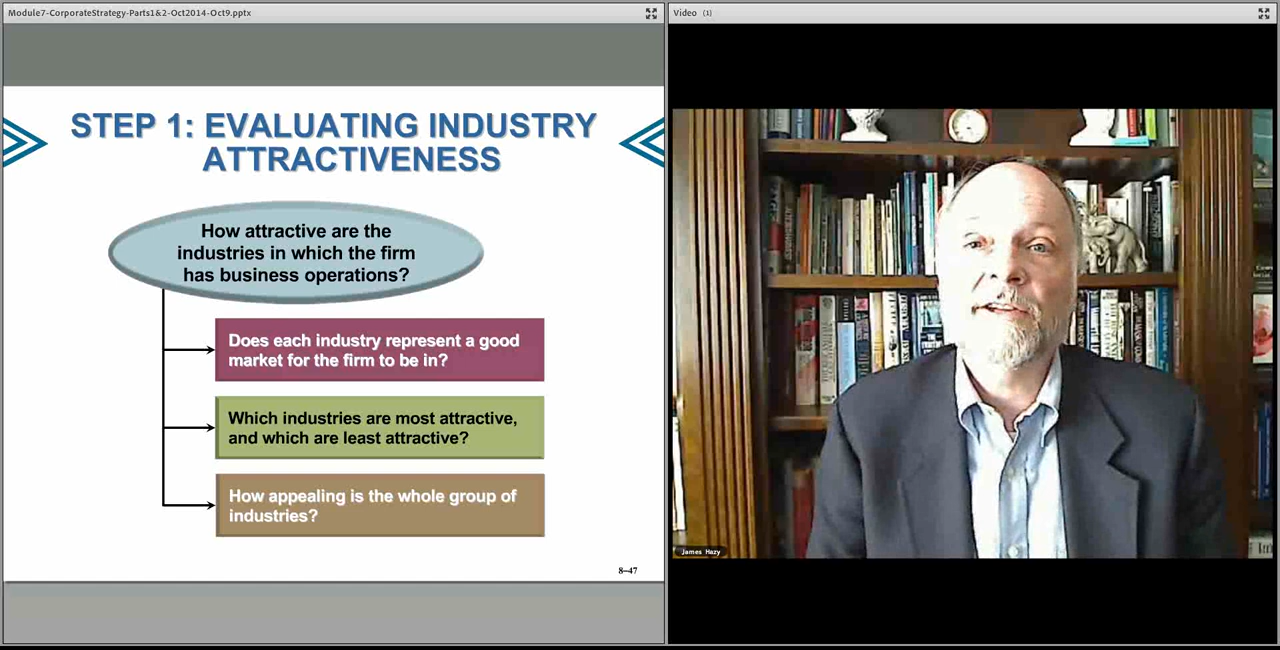 Module7-CorporateStrategy-Parts1&2-Oct2014-Oct9.pptx
Video (1)
STEP 1: EVALUATING INDUSTRY
ATTRACTIVENESS
How attractive are the
industries in which the firm
has business operations?
Does each industry represent a good
market for the firm to be in?
Which industries are most attractive,
and which are least attractive?
How appealing is the whole group of
industries?
8–47
James Hazy